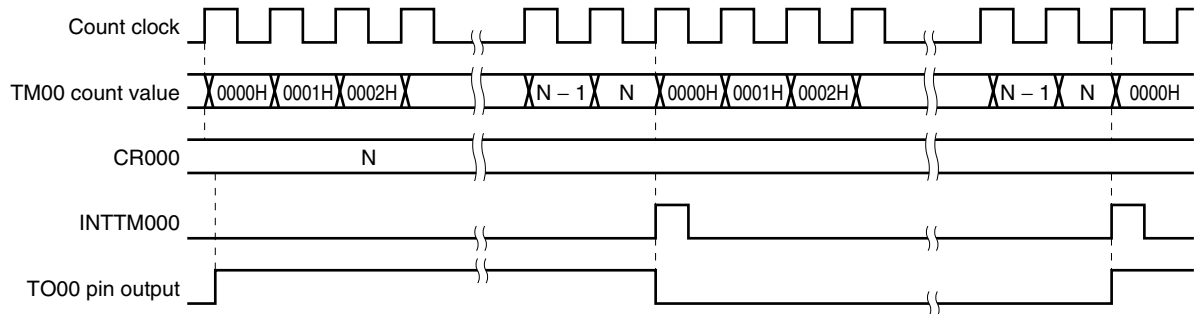 Count clock
TM00 count value 0000H 0001H 0002H N − 1 N 0000H 0001H 0002H N − 1 N 0000H
CR000 N
INTTM000
TO00 pin output